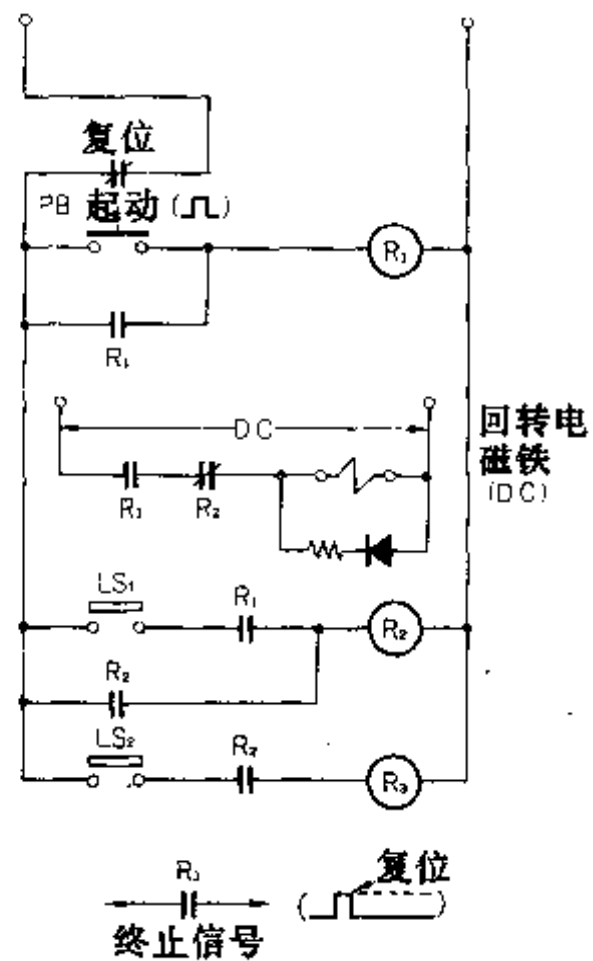 复位
PB 起动 (⎍)
R₁
R₁
DC
回转电
磁铁
(DC)
R₁ R₂
LS₁ R₁
R₂
R₂
LS₂ R₂
R₃
R₃ 复位
终止信号